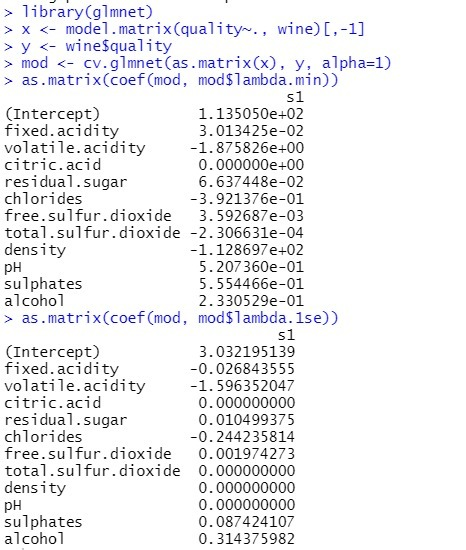 > library(glmnet)
> x <- model.matrix(quality~., wine)[,-1]
> y <- wine$quality
> mod <- cv.glmnet(as.matrix(x), y, alpha=1)
> as.matrix(coef(mod, mod$lambda.min))
s1
(Intercept) 1.135050e+02
fixed.acidity 3.013425e-02
volatile.acidity -1.875826e+00
citric.acid 0.000000e+00
residual.sugar 6.637448e-02
chlorides -3.921376e-01
free.sulfur.dioxide 3.592687e-03
total.sulfur.dioxide -2.306631e-04
density -1.128697e+02
pH 5.207360e-01
sulphates 5.554466e-01
alcohol 2.330529e-01
> as.matrix(coef(mod, mod$lambda.1se))
s1
(Intercept) 3.032195139
fixed.acidity -0.026843555
volatile.acidity -1.596352047
citric.acid 0.000000000
residual.sugar 0.010499375
chlorides -0.244235814
free.sulfur.dioxide 0.001974273
total.sulfur.dioxide 0.000000000
density 0.000000000
pH 0.000000000
sulphates 0.087424107
alcohol 0.314375982